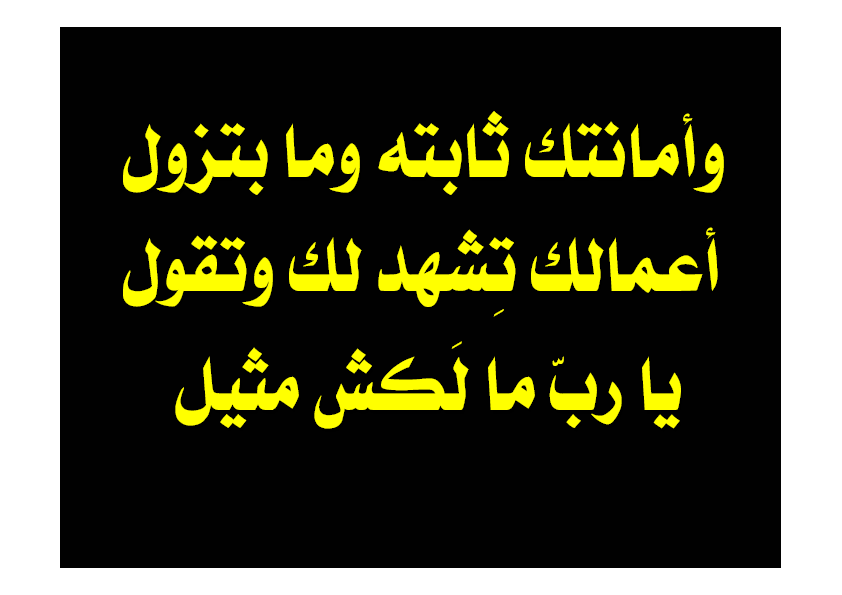 وأمانتك ثابته وما بتزول
أعمالك تِشهد لك وتقول
يا ربّ ما لَكش مثيل